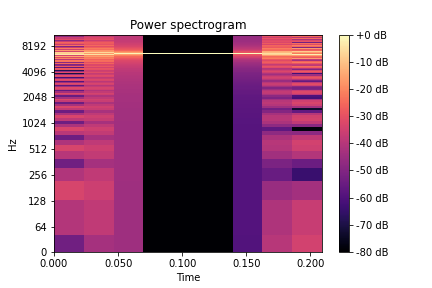 Power spectrogram
Hz
8192
4096
2048
1024
512
256
128
64
0
0.000 0.050 0.100 0.150 0.200
Time
+0 dB
-10 dB
-20 dB
-30 dB
-40 dB
-50 dB
-60 dB
-70 dB
-80 dB